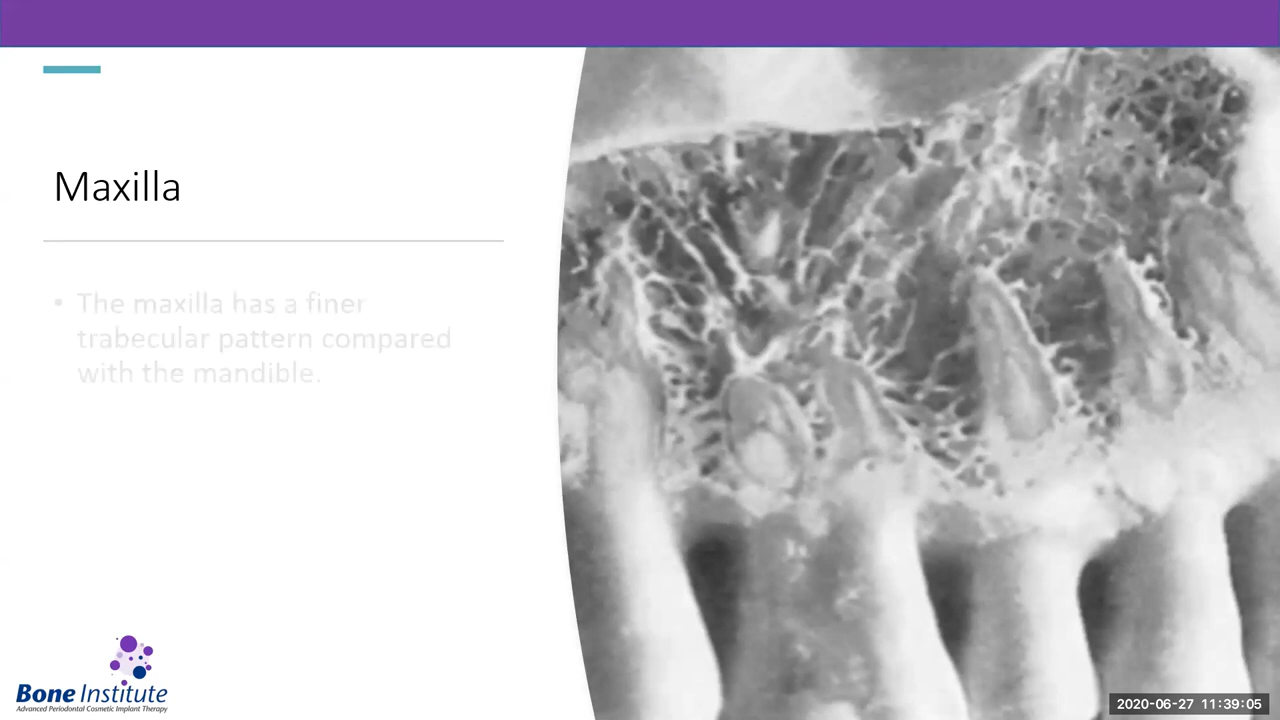 Maxilla
• The maxilla has a finer
trabecular pattern compared
with the mandible.
Bone Institute
Advanced Periodontal Cosmetic Implant Therapy
2020-06-27 11:39:05